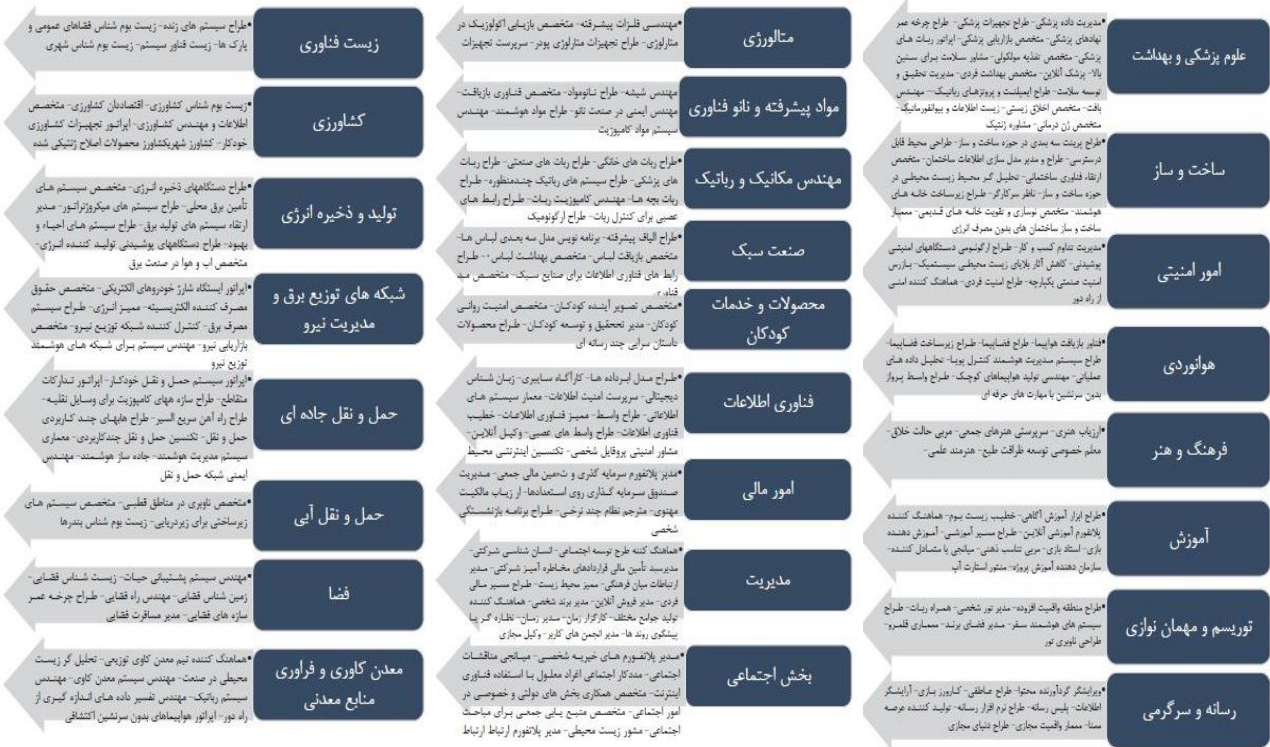 علوم پزشکی و بهداشت
•مدیریت داده پزشکی- طراح تجهیزات پزشکی- طراح چرخه عمر
نهادهای پزشکی- متخصص بازاریابی پزشکی- اپراتور ربات های
پزشکی- متخصص تغذیه مولکولی- مشاور سلامت برای سنین
بالا- پزشک آنلاین- متخصص بهداشت فردی- مدیریت تحقیق و
توسعه سلامت- طراح ایمپلنت و پروتزهای رباتیک- مهندس
بافت- متخصص اخلاق زیستی- زیست اطلاعات و بیوانفورماتیک-
متخصص ژن درمانی- مشاوره ژنتیک
ساخت و ساز
•طراح پرینت سه بعدی در حوزه ساخت و ساز- طراحی محیط قابل
دسترسی- طراح و مدیر مدل سازی اطلاعات ساختمان- متخصص
ارتقاء فناوری ساختمانی- تحلیل گر محیط زیست محیطی در
حوزه ساخت و ساز- ناظر سرکارگر- طراح زیرساخت خانه های
هوشمند- متخصص نوسازی و تقویت خانه های قدیمی- معمار
ساخت و ساز ساختمان های بدون مصرف انرژی
امور امنیتی
•مدیریت تداوم کسب و کار- طراح ارگونومی دستگاههای امنیتی
پوشیدنی- کاهش آثار بلایای زیست محیطی سیستمیک- بازرس
امنیت صنعتی یکپارچه- طراح امنیت فردی- هماهنگ کننده امنی
از راه دور
هوانوردی
•فناور بازیافت هواپیما- طراح فضاپیما- طراح زیرساخت فضاپیما-
طراح سیستم مدیریت هوشمند کنترل پویا- تحلیل داده های
عملیاتی- مهندسی تولید هواپیماهای کوچک- طراح واسط پرواز
بدون سرنشین با مهارت های حرفه ای
فرهنگ و هنر
•ارزیاب هنری- سرپرستی هنرهای جمعی- مربی حالت خلاق-
معلم خصوصی توسعه ظرافت طبع- هنرمند علمی-
آموزش
•طراح ابزار آموزش آگاهی- خطیب زیست بوم- هماهنگ کننده
پلانفورم آموزشی آنلاین- طراح مسیر آموزشی- آموزش دهنده
بازی- استاد بازی- مربی تناسب ذهنی- میانجی یا متعادل کننده-
سازمان دهنده آموزش پروژه- منتور استارت آپ
توریسم و مهمان نوازی
•طراح منطقه واقعیت افزوده- مدیر تور شخصی- همراه ربات- طراح
سیستم های هوشمند سفر- مدیر فضای برند- معماری قلمرو-
طراحی ناوبری تور
رسانه و سرگرمی
•ویرایشگر گردآورنده محتوا- طراح عاطفی- کارورز بازی- آرایشگر
اطلاعات- پلیس رسانه- طراح نرم افزار رسانه- تولید کننده عرصه
معنا- معمار واقعیت مجازی- طراح دنیای مجازی
متالورژی
•مهندسی فلزات پیشرفته- متخصص بازیابی اکولوژیک در
متارلوژی- طراح تجهیزات متارلوژی پودر- سرپرست تجهیزات
مواد پیشرفته و نانو فناوری
•مهندس شیشه- طراح نانومواد- متخصص فناوری بازیافت-
مهندس ایمنی در صنعت نانو- طراح مواد هوشمند- مهندس
سیستم مواد کامپوزیت
مهندس مکانیک و رباتیک
•طراح ربات های خانگی- طراح ربات های صنعتی- طراح ربات
های پزشکی- طراح سیستم های رباتیک چندمنظوره- طراح
ربات بچه ها- مهندس کامپوزیت ربات- طراح رابط های
عصبی برای کنترل ربات- طراح ارگونومیک
صنعت سبک
•طراح الیاف پیشرفته- برنامه نویس مدل سه بعدی لباس ها-
متخصص بازیافت لباس- متخصص بهداشت لباس- طراح
رابط های فناوری اطلاعات برای صنایع سبک- متخصص مد
فناوری
محصولات و خدمات کودکان
•متخصص تصویر آینده کودکان- متخصص امنیت روانی
کودکان- مدیر تححقیق و توسعه کودکان- طراح محصولات
داستان سرایی چند رسانه ای
فناوری اطلاعات
•طراح مدل ابرداده ها- کارآگاه سایبری- زبان شناس
دیجیتالی- سرپرست امنیت اطلاعات- معمار سیستم های
اطلاعاتی- طراح واسط- ممیز فناوری اطلاعات- خطیب
فناوری اطلاعات- طراح واسط های عصبی- وکیل آنلاین-
مشاور امنیتی پروفایل شخصی- تکنسین اینترنتی محیط
امور مالی
•مدیر پلانفورم سرمایه گذری و تامین مالی جمعی- مدیریت
صندوق سرمایه گذاری روی استعدادها- ارزیاب مالکیت
معنوی- مترجم نظام چند نرخی- طراح برنامه بازنشستگی
شخصی
مدیریت
•هماهنگ کننه طرح توسعه اجتماعی- انسان شناسی شرکتی-
مدیرسبد تأمین مالی قراردادهای مخاطره آمیز شرکتی- مدیر
ارتباطات میان فرهنگی- ممیز محیط زیست- طراح مسیر مالی
فردی- مدیر فروش آنلاین- مدیر برند شخصی- هماهنگ کننده
تولید جوامع مختلف- کارگزار زمان- مدیر زمان- نظاره گر یا
پیشگوی روند ها- مدیر انجمن های کاربر- وکیل مجازی
بخش اجتماعی
•مدیر پلانفورم های خیریه شخصی- میانجی مناقشات
اجتماعی- مددکار اجتماعی افراد معلول با استفاده فناوری
اینترنت- متخصص همکاری بخش های دولتی و خصوصی در
امور اجتماعی- متخصص منبع یابی جمعی برای مباحث
اجتماعی- مشور زیست محیطی- مدیر پلانفورم ارتباط ارتباط
زیست فناوری
•طراح سیستم های زنده- زیست بوم شناس فضاهای عمومی و
پارک ها- زیست فناور سیستم- زیست بوم شناس شهری
کشاورزی
•زیست بوم شناس کشاورزی- اقتصاددان کشاورزی- متخصص
اطلاعات و مهندس کشاورزی- اپراتور تجهیزات کشاورزی
خودکار- کشاورز شهریکشاورز محصولات اصلاح ژنتیکی شده
تولید و ذخیره انرژی
•طراح دستگاههای ذخیره انرژی- متخصص سیستم های
تأمین برق محلی- طراح سیستم های میکروژنراتور- مدیر
ارتقاء سیستم های تولید برق- طراح سیستم های احیاء و
بهبود- طراح دستگاههای پوشیدنی تولید کننده انرژی-
متخصص اب و هوا در صنعت برق
شبکه های توزیع برق و مدیریت نیرو
•اپراتور ایستگاه شارژ خودروهای الکتریکی- متخصص حقوق
مصرف کننده الکتریسیته- ممیز انرژی- طراح سیستم
مصرف برق- کنترل کننده شبکه توزیع نیرو- متخصص
بازاریابی نیرو- مهندس سیستم برای شبکه های هوشمند
توزیع نیرو
حمل و نقل جاده ای
•اپراتور سیستم حمل و نقل خودکار- اپراتور تدارکات
متقاطع- طراح سازه ههای کامپوزیت برای وسایل نقلیه-
طراح راه آهن سریع السیر- طراح هابهای چند کاربردی
حمل و نقل- تکنسین حمل و نقل چندکاربردی- معماری
سیستم مدیریت هوشمند- جاده ساز هوشمند- مهندس
ایمنی شبکه حمل و نقل
حمل و نقل آبی
•متخصص ناوبری در مناطق قطبی- متخصص سیستم های
زیرساختی برای زیردریایی- زیست بوم شناس بندرها
فضا
•مهندس سیستم پشتیبانی حیات- زیست شناس فضایی-
زمین شناس فضایی- مهندس راه فضایی- طراح چرخه عمر
سازه های فضایی- مدیر مسافرت فضایی
معدن کاوری و فراوری منابع معدنی
•هماهنگ کننده تیم معدن کاوی توزیعی- تحلیل گر زیست
محیطی در صنعت- مهندس سیستم معدن کاوی- مهندس
سیستم رباتیک- مهندس تفسیر داده های اندازه گیری از
راه دور- اپراتور هواپیماهای بدون سرنشین اکتشافی